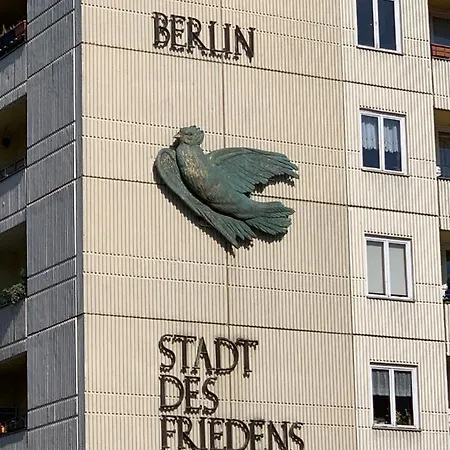 BERLIN
STADT
DES
FRIEDENS